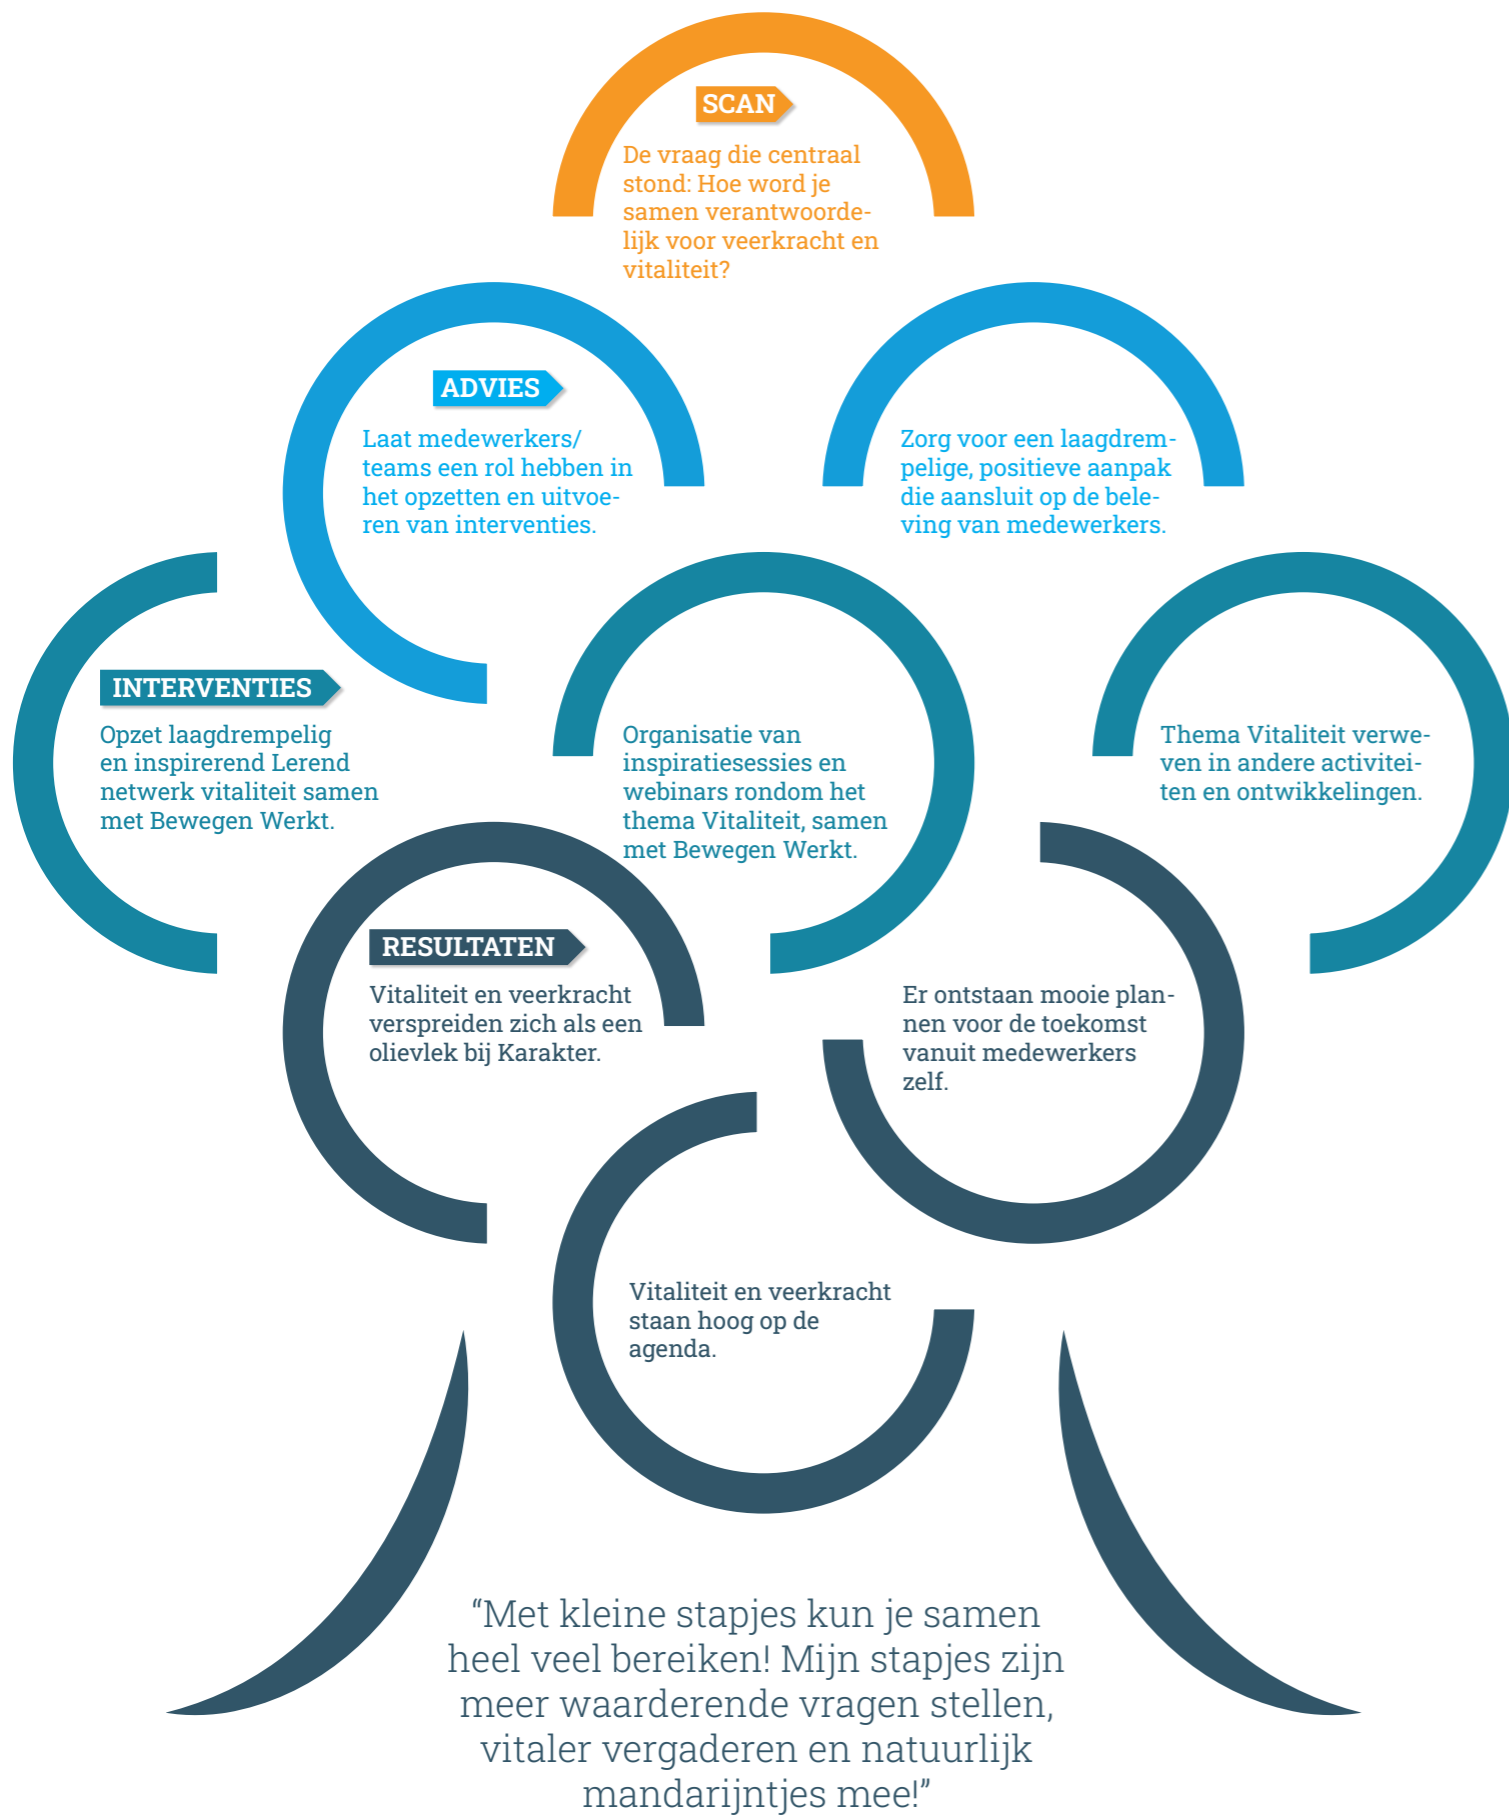 SCAN
De vraag die centraal
stond: Hoe word je
samen verantwoorde-
lijk voor veerkracht en
vitaliteit?
ADVIES
Laat medewerkers/
teams een rol hebben in
het opzetten en uitvoe-
ren van interventies.
Zorg voor een laagdrem-
pelige, positieve aanpak
die aansluit op de bele-
ving van medewerkers.
INTERVENTIES
Opzet laagdrempelig
en inspirerend Lerend
netwerk vitaliteit samen
met Bewegen Werkt.
Organisatie van
inspiratiesessies en
webinars rondom het
thema Vitaliteit, samen
met Bewegen Werkt.
Thema Vitaliteit verwe-
ven in andere activitei-
ten en ontwikkelingen.
RESULTATEN
Vitaliteit en veerkracht
verspreiden zich als een
olievlek bij Karakter.
Er ontstaan mooie plan-
nen voor de toekomst
vanuit medewerkers
zelf.
Vitaliteit en veerkracht
staan hoog op de
agenda.
“Met kleine stapjes kun je samen
heel veel bereiken! Mijn stapjes zijn
meer waarderende vragen stellen,
vitaler vergaderen en natuurlijk
mandarijntjes mee!”